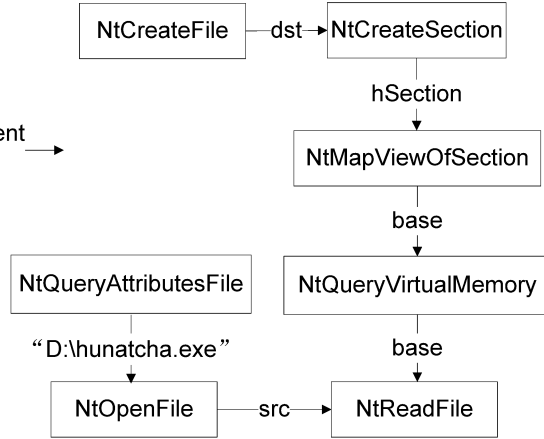 NtCreateFile
dst
NtCreateSection
hSection
NtMapViewOfSection
base
NtQueryAttributesFile
NtQueryVirtualMemory
“D:\hunatcha.exe”
base
NtOpenFile
src
NtReadFile